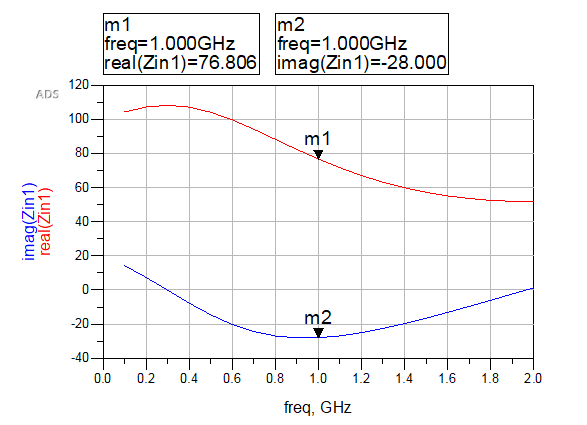 m1
freq=1.000GHz
real(Zin1)=76.806
m2
freq=1.000GHz
imag(Zin1)=-28.000
ADS
120
100
80
60
40
20
0
-20
-40
imag(Zin1)
real(Zin1)
m1
m2
0.0 0.2 0.4 0.6 0.8 1.0 1.2 1.4 1.6 1.8 2.0
freq, GHz